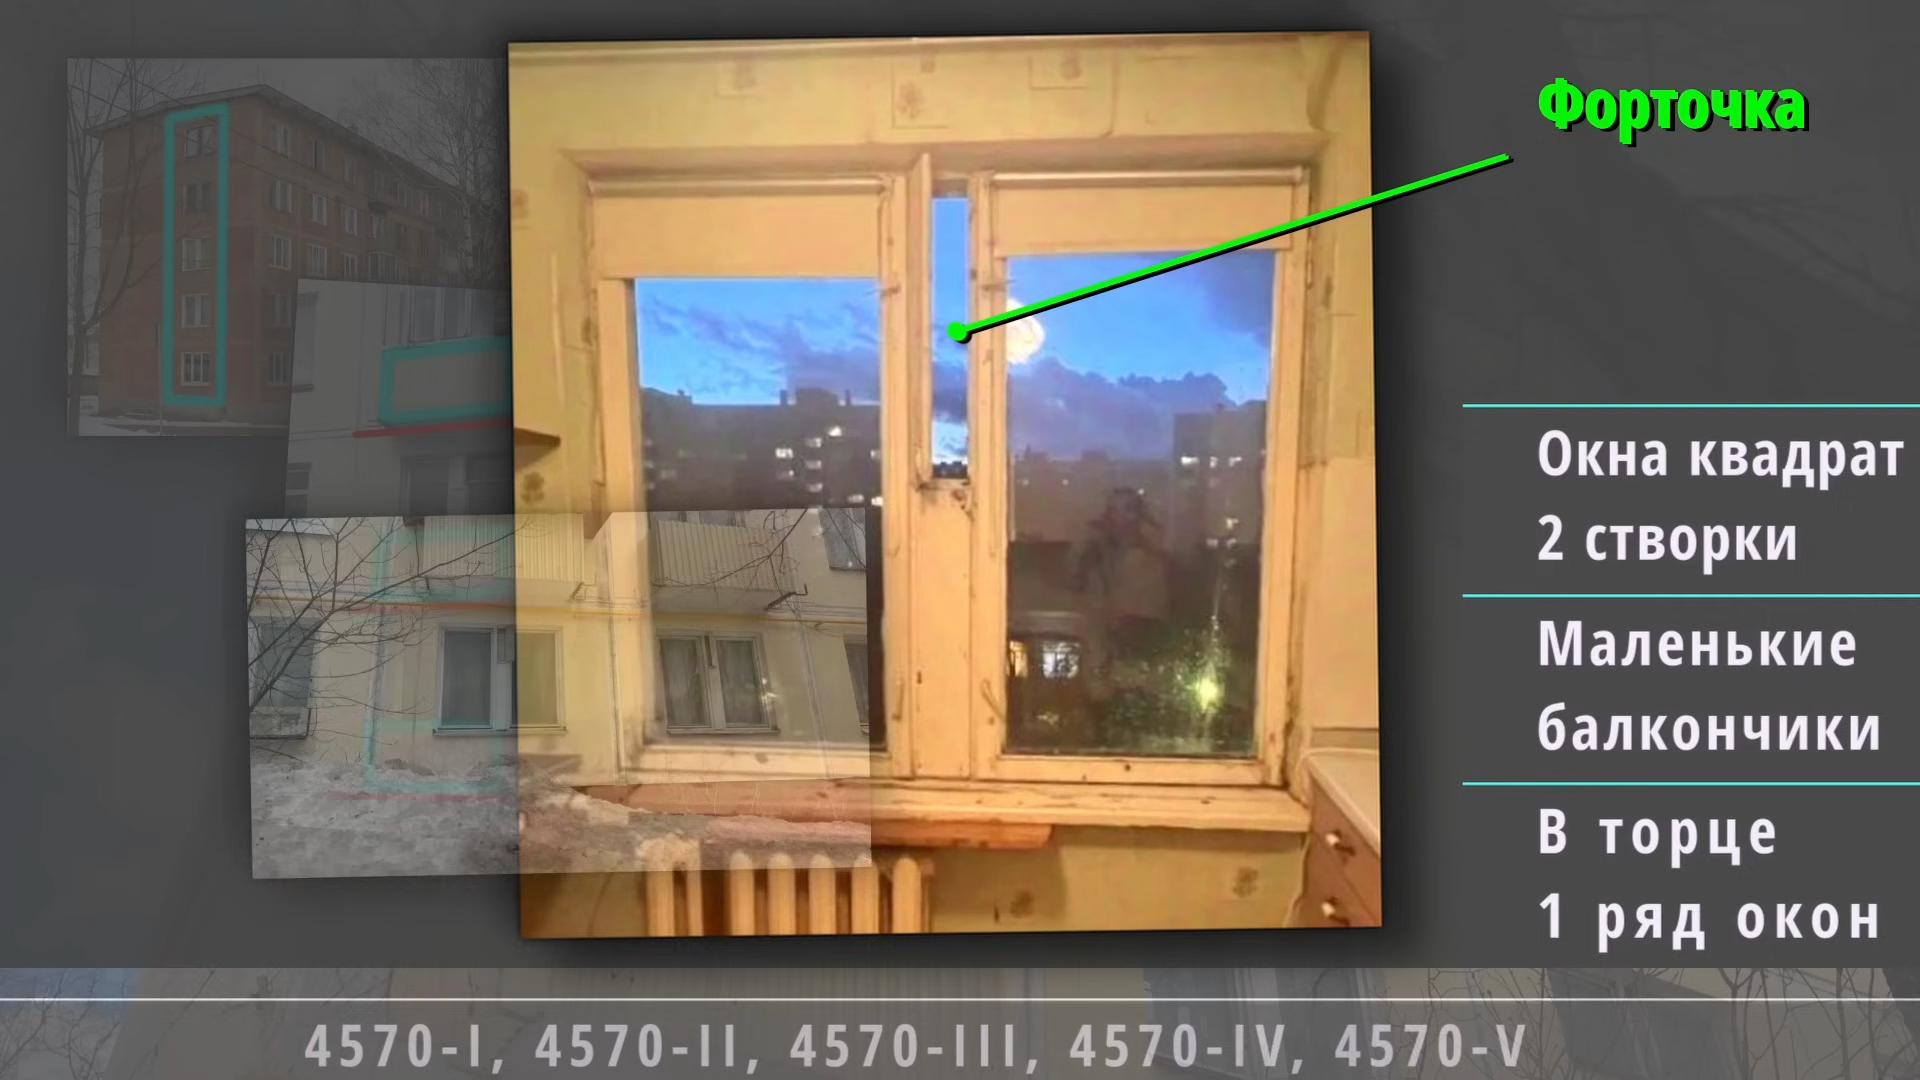 Форточка
Окна квадрат
2 створки
Маленькие
балкончики
В торце
1 ряд окон
4570-I, 4570-II, 4570-III, 4570-IV, 4570-V